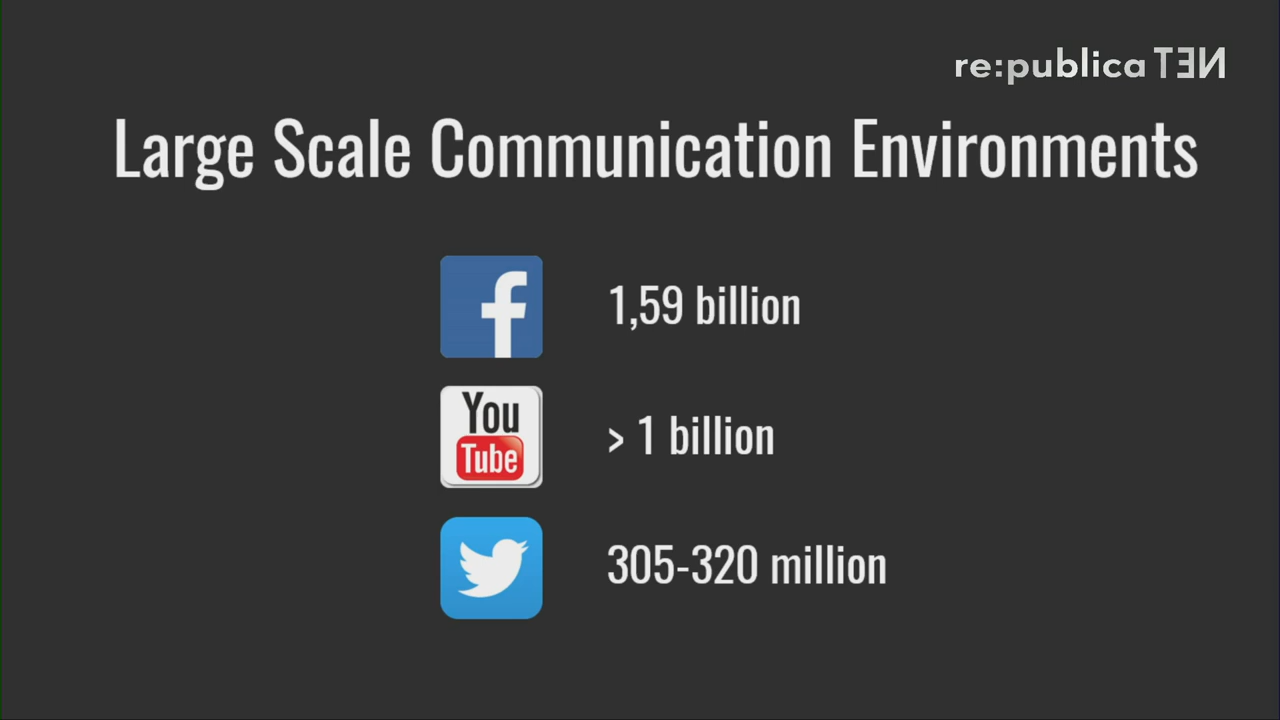 re:publica TEN
Large Scale Communication Environments
f
1,59 billion
You
Tube
> 1 billion
305-320 million